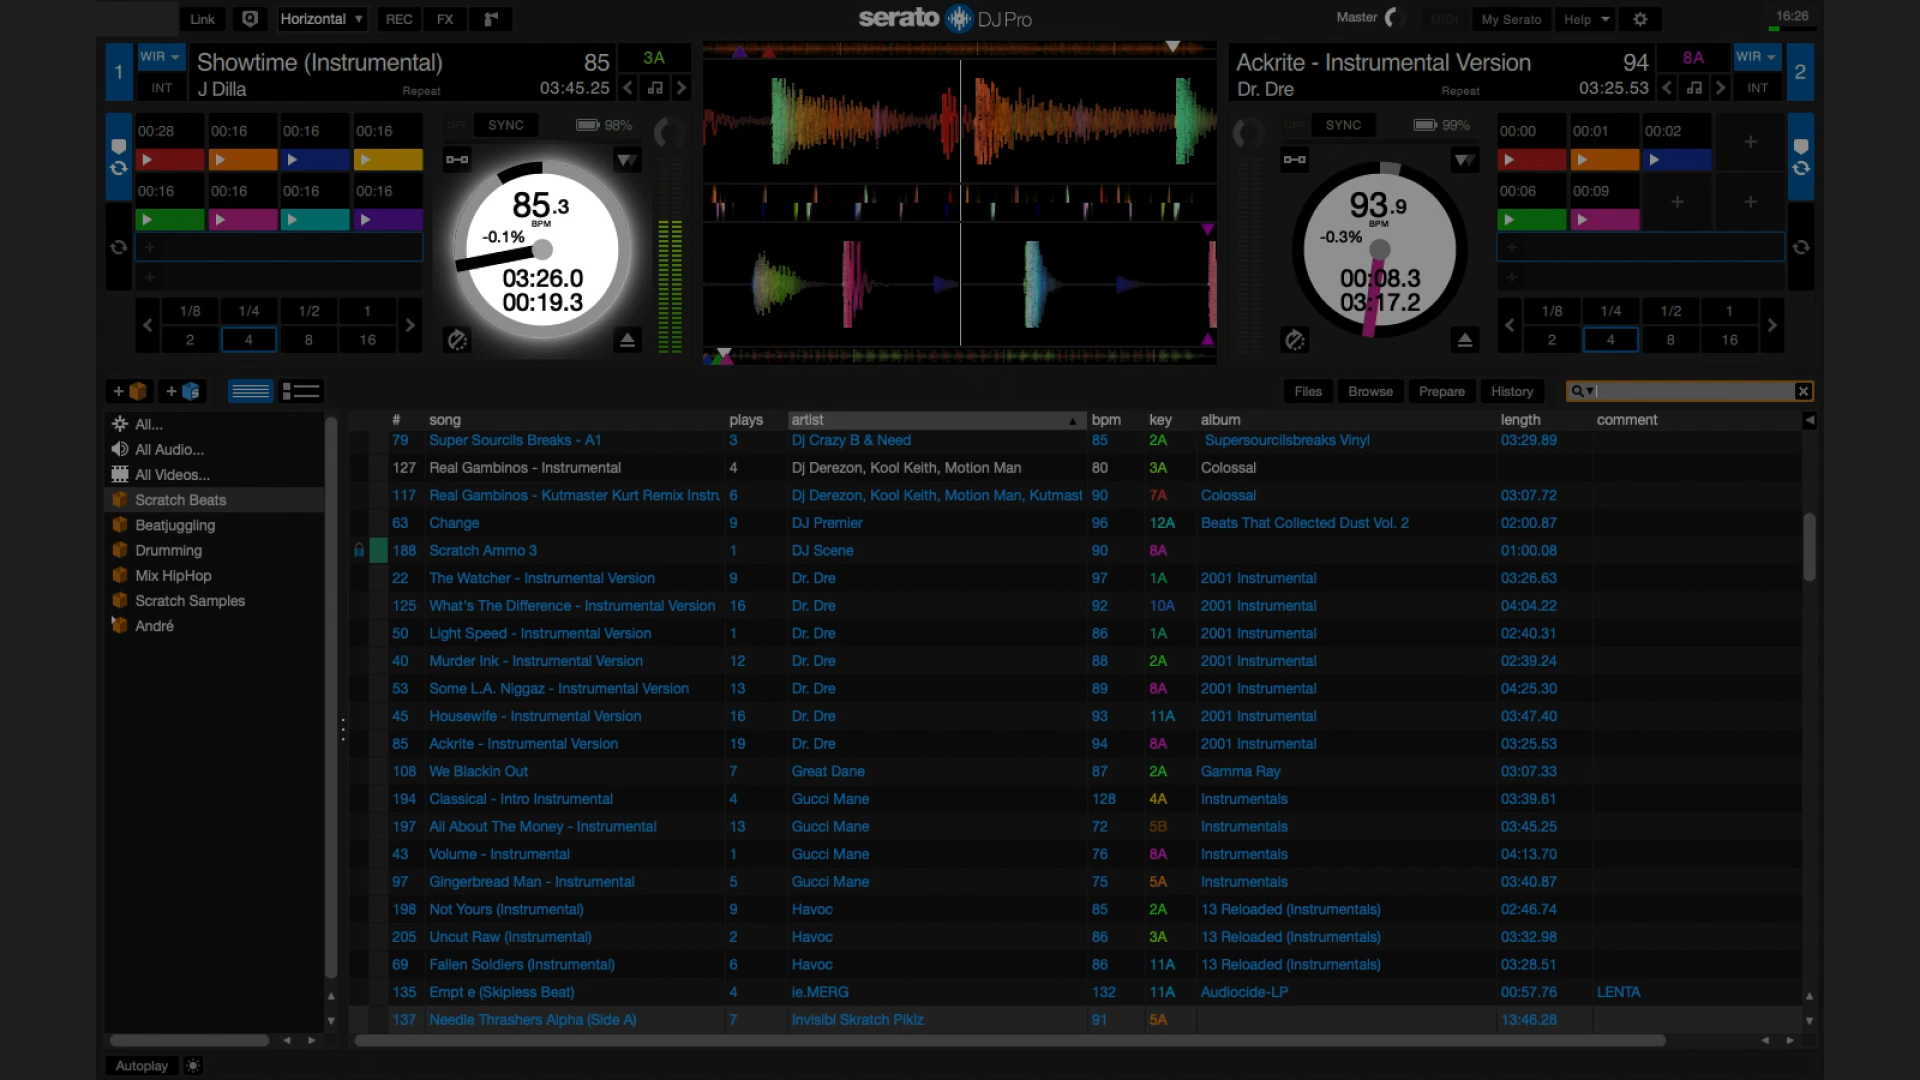 Link
Horizontal
REC
FX
serato DJ Pro
Master
MIDI
My Serato
Help
16:26
1
WIR
INT
Showtime (Instrumental) 85 3A
J Dilla Repeat 03:45.25
Ackrite - Instrumental Version 94 8A
Dr. Dre Repeat 03:25.53
WIR
INT
2
00:28 00:16 00:16 00:16
00:16 00:16 00:16 00:16
1/8 1/4 1/2 1
2 4 8 16
OFF SYNC 98%
85.3
BPM
-0.1%
03:26.0
00:19.3
OFF SYNC 99%
93.9
BPM
-0.3%
00:08.3
03:17.2
00:00 00:01 00:02
00:06 00:09
1/8 1/4 1/2 1
2 4 8 16
Files Browse Prepare History
All...
All Audio...
All Videos...
Scratch Beats
Beatjuggling
Drumming
Mix HipHop
Scratch Samples
André
# song plays artist bpm key album length comment
79 Super Sourcils Breaks - A1 3 Dj Crazy B & Need 85 2A Supersourcilsbreaks Vinyl 03:29.89
127 Real Gambinos - Instrumental 4 Dj Derezon, Kool Keith, Motion Man 80 3A Colossal
117 Real Gambinos - Kutmaster Kurt Remix Instru 6 Dj Derezon, Kool Keith, Motion Man, Kutmast 90 7A Colossal 03:07.72
63 Change 9 DJ Premier 96 12A Beats That Collected Dust Vol. 2 02:00.87
188 Scratch Ammo 3 1 DJ Scene 90 8A 01:00.08
22 The Watcher - Instrumental Version 9 Dr. Dre 97 1A 2001 Instrumental 03:26.63
125 What's The Difference - Instrumental Version 16 Dr. Dre 92 10A 2001 Instrumental 04:04.22
50 Light Speed - Instrumental Version 1 Dr. Dre 86 1A 2001 Instrumental 02:40.31
40 Murder Ink - Instrumental Version 12 Dr. Dre 88 2A 2001 Instrumental 02:39.24
53 Some L.A. Niggaz - Instrumental Version 13 Dr. Dre 89 8A 2001 Instrumental 04:25.30
45 Housewife - Instrumental Version 16 Dr. Dre 93 11A 2001 Instrumental 03:47.40
85 Ackrite - Instrumental Version 19 Dr. Dre 94 8A 2001 Instrumental 03:25.53
108 We Blackin Out 7 Great Dane 87 2A Gamma Ray 03:07.33
194 Classical - Intro Instrumental 4 Gucci Mane 128 4A Instrumentals 03:39.61
197 All About The Money - Instrumental 13 Gucci Mane 72 5B Instrumentals 03:45.25
43 Volume - Instrumental 1 Gucci Mane 76 8A Instrumentals 04:13.70
97 Gingerbread Man - Instrumental 5 Gucci Mane 75 5A Instrumentals 03:40.87
198 Not Yours (Instrumental) 9 Havoc 85 2A 13 Reloaded (Instrumentals) 02:46.74
205 Uncut Raw (Instrumental) 2 Havoc 86 3A 13 Reloaded (Instrumentals) 03:32.98
69 Fallen Soldiers (Instrumental) 6 Havoc 86 11A 13 Reloaded (Instrumentals) 03:28.51
135 Empt e (Skipless Beat) 4 ie.MERG 132 11A Audiocide-LP 00:57.76 LENTA
137 Needle Thrashers Alpha (Side A) 7 Invisibl Skratch Piklz 91 5A 13:46.28
Autoplay